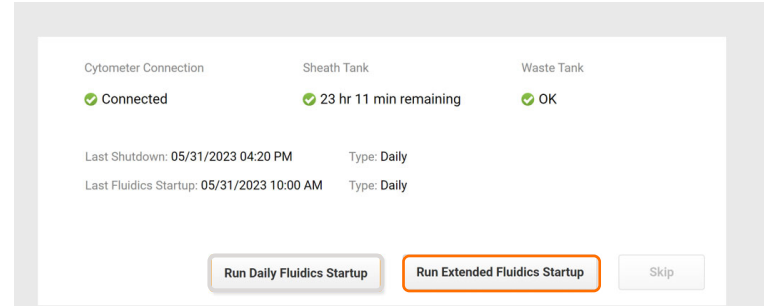 Cytometer Connection Sheath Tank Waste Tank
Connected 23 hr 11 min remaining OK
Last Shutdown: 05/31/2023 04:20 PM Type: Daily
Last Fluidics Startup: 05/31/2023 10:00 AM Type: Daily
Run Daily Fluidics Startup Run Extended Fluidics Startup Skip